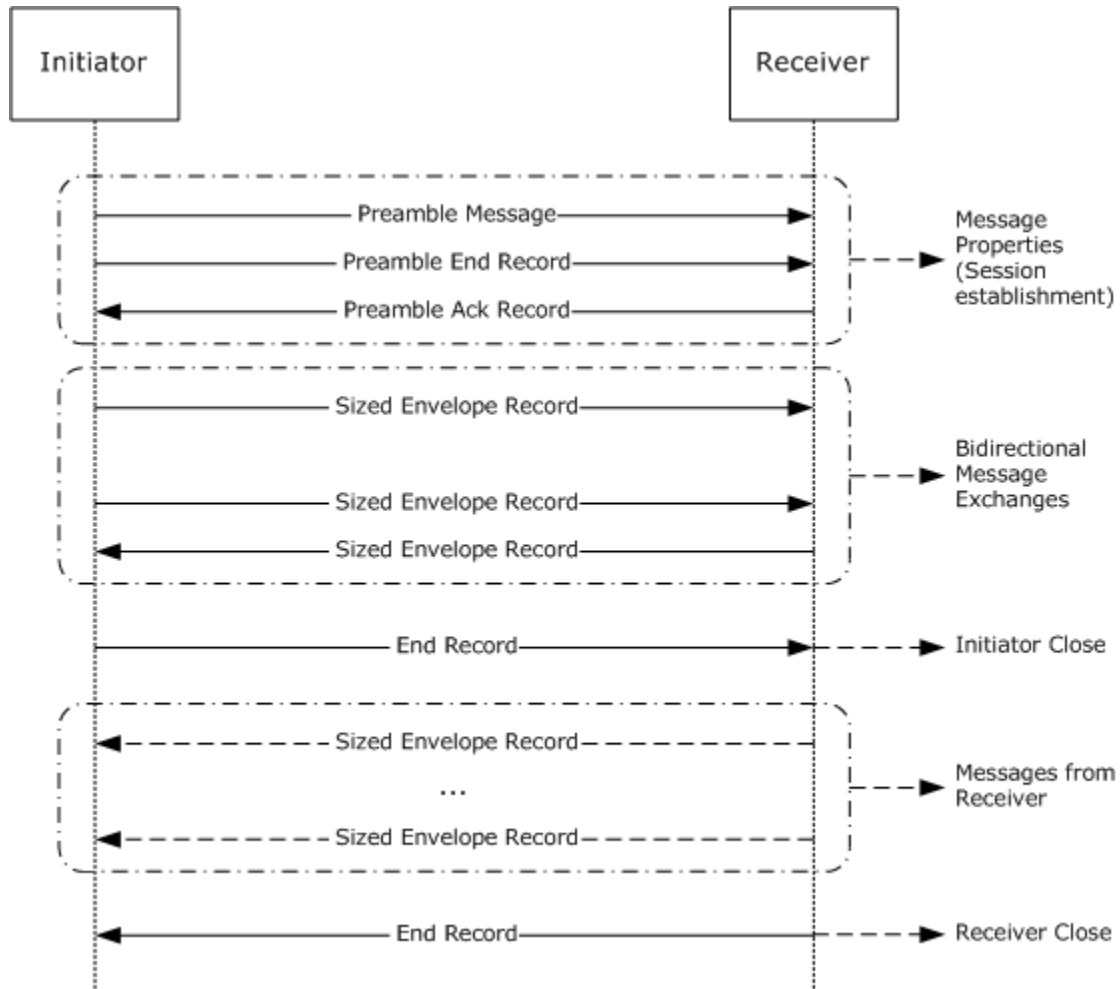 Initiator
Receiver
Preamble Message
Preamble End Record
Preamble Ack Record
Message
Properties
(Session
establishment)
Sized Envelope Record
Sized Envelope Record
Sized Envelope Record
Bidirectional
Message
Exchanges
End Record
Initiator Close
Sized Envelope Record
...
Sized Envelope Record
Messages from
Receiver
End Record
Receiver Close